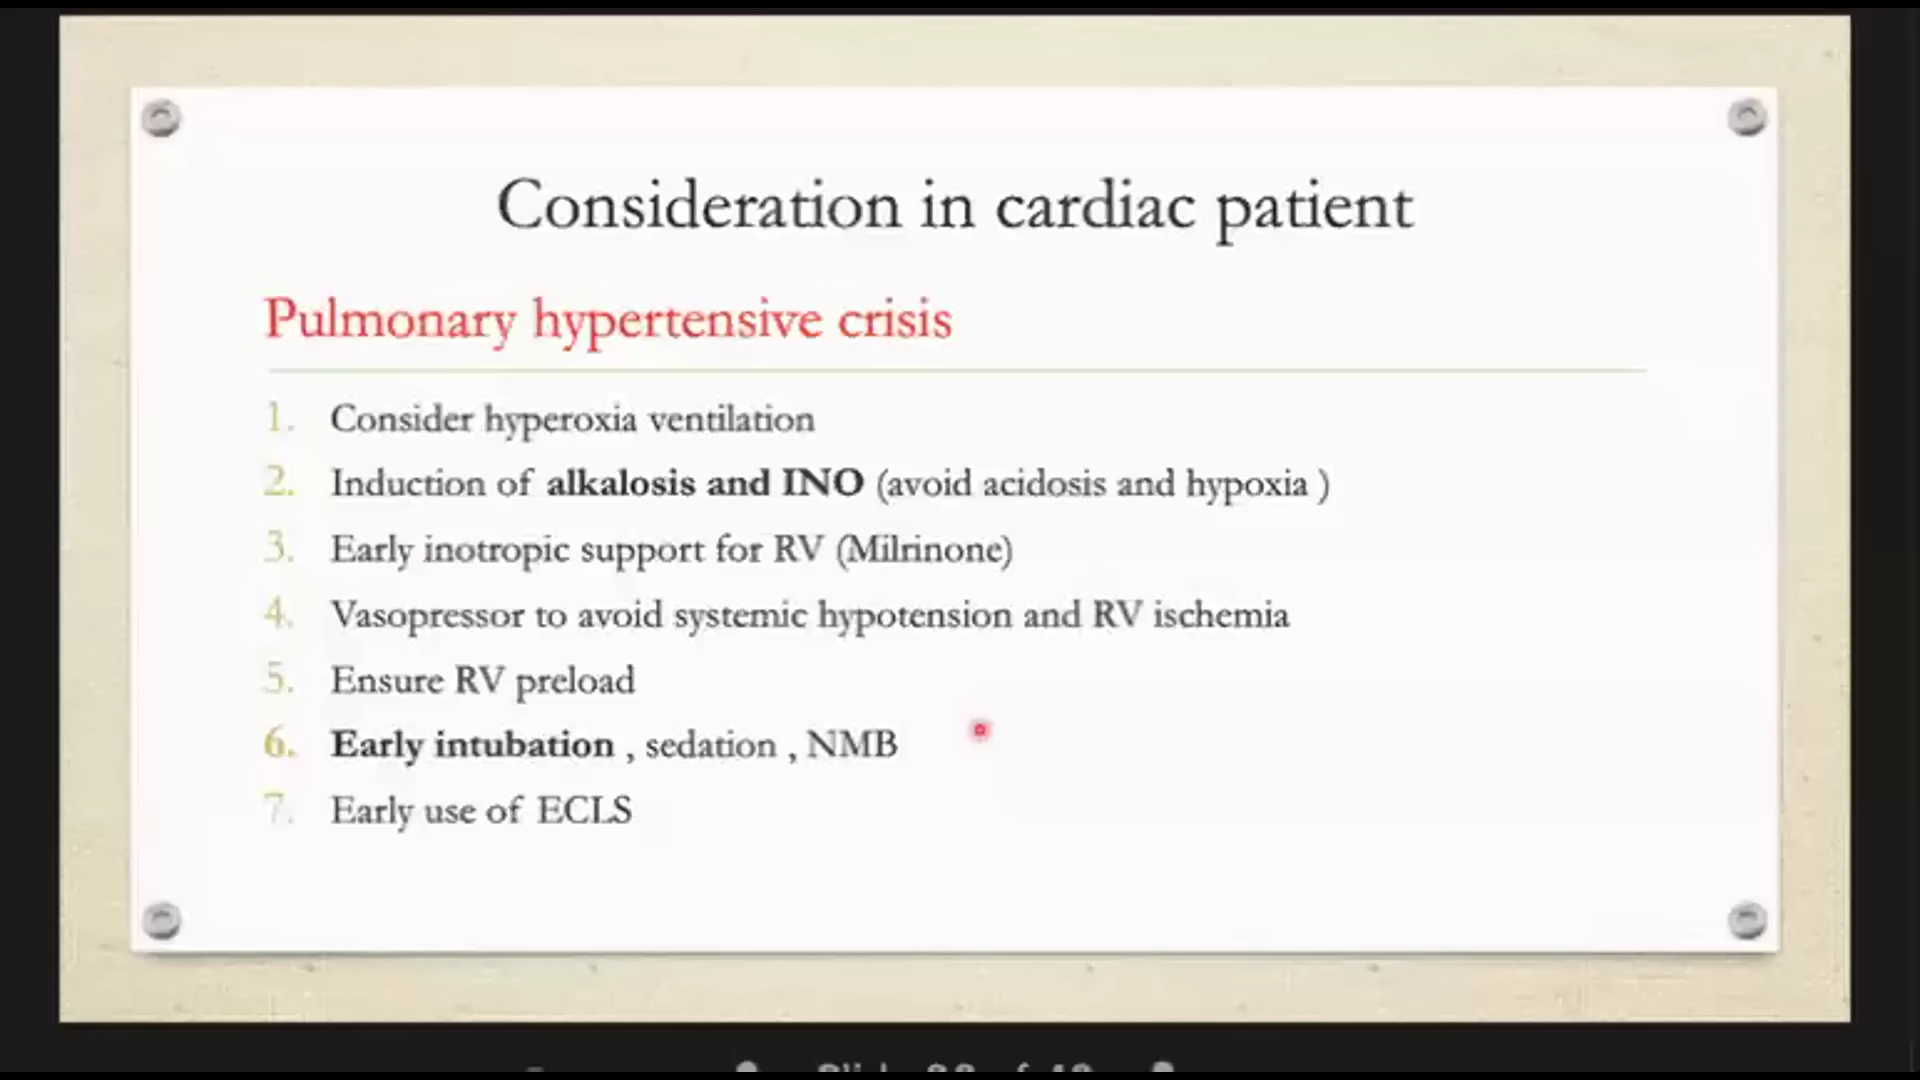 Consideration in cardiac patient
Pulmonary hypertensive crisis
1. Consider hyperoxia ventilation
2. Induction of alkalosis and INO (avoid acidosis and hypoxia )
3. Early inotropic support for RV (Milrinone)
4. Vasopressor to avoid systemic hypotension and RV ischemia
5. Ensure RV preload
6. Early intubation , sedation , NMB
7. Early use of ECLS